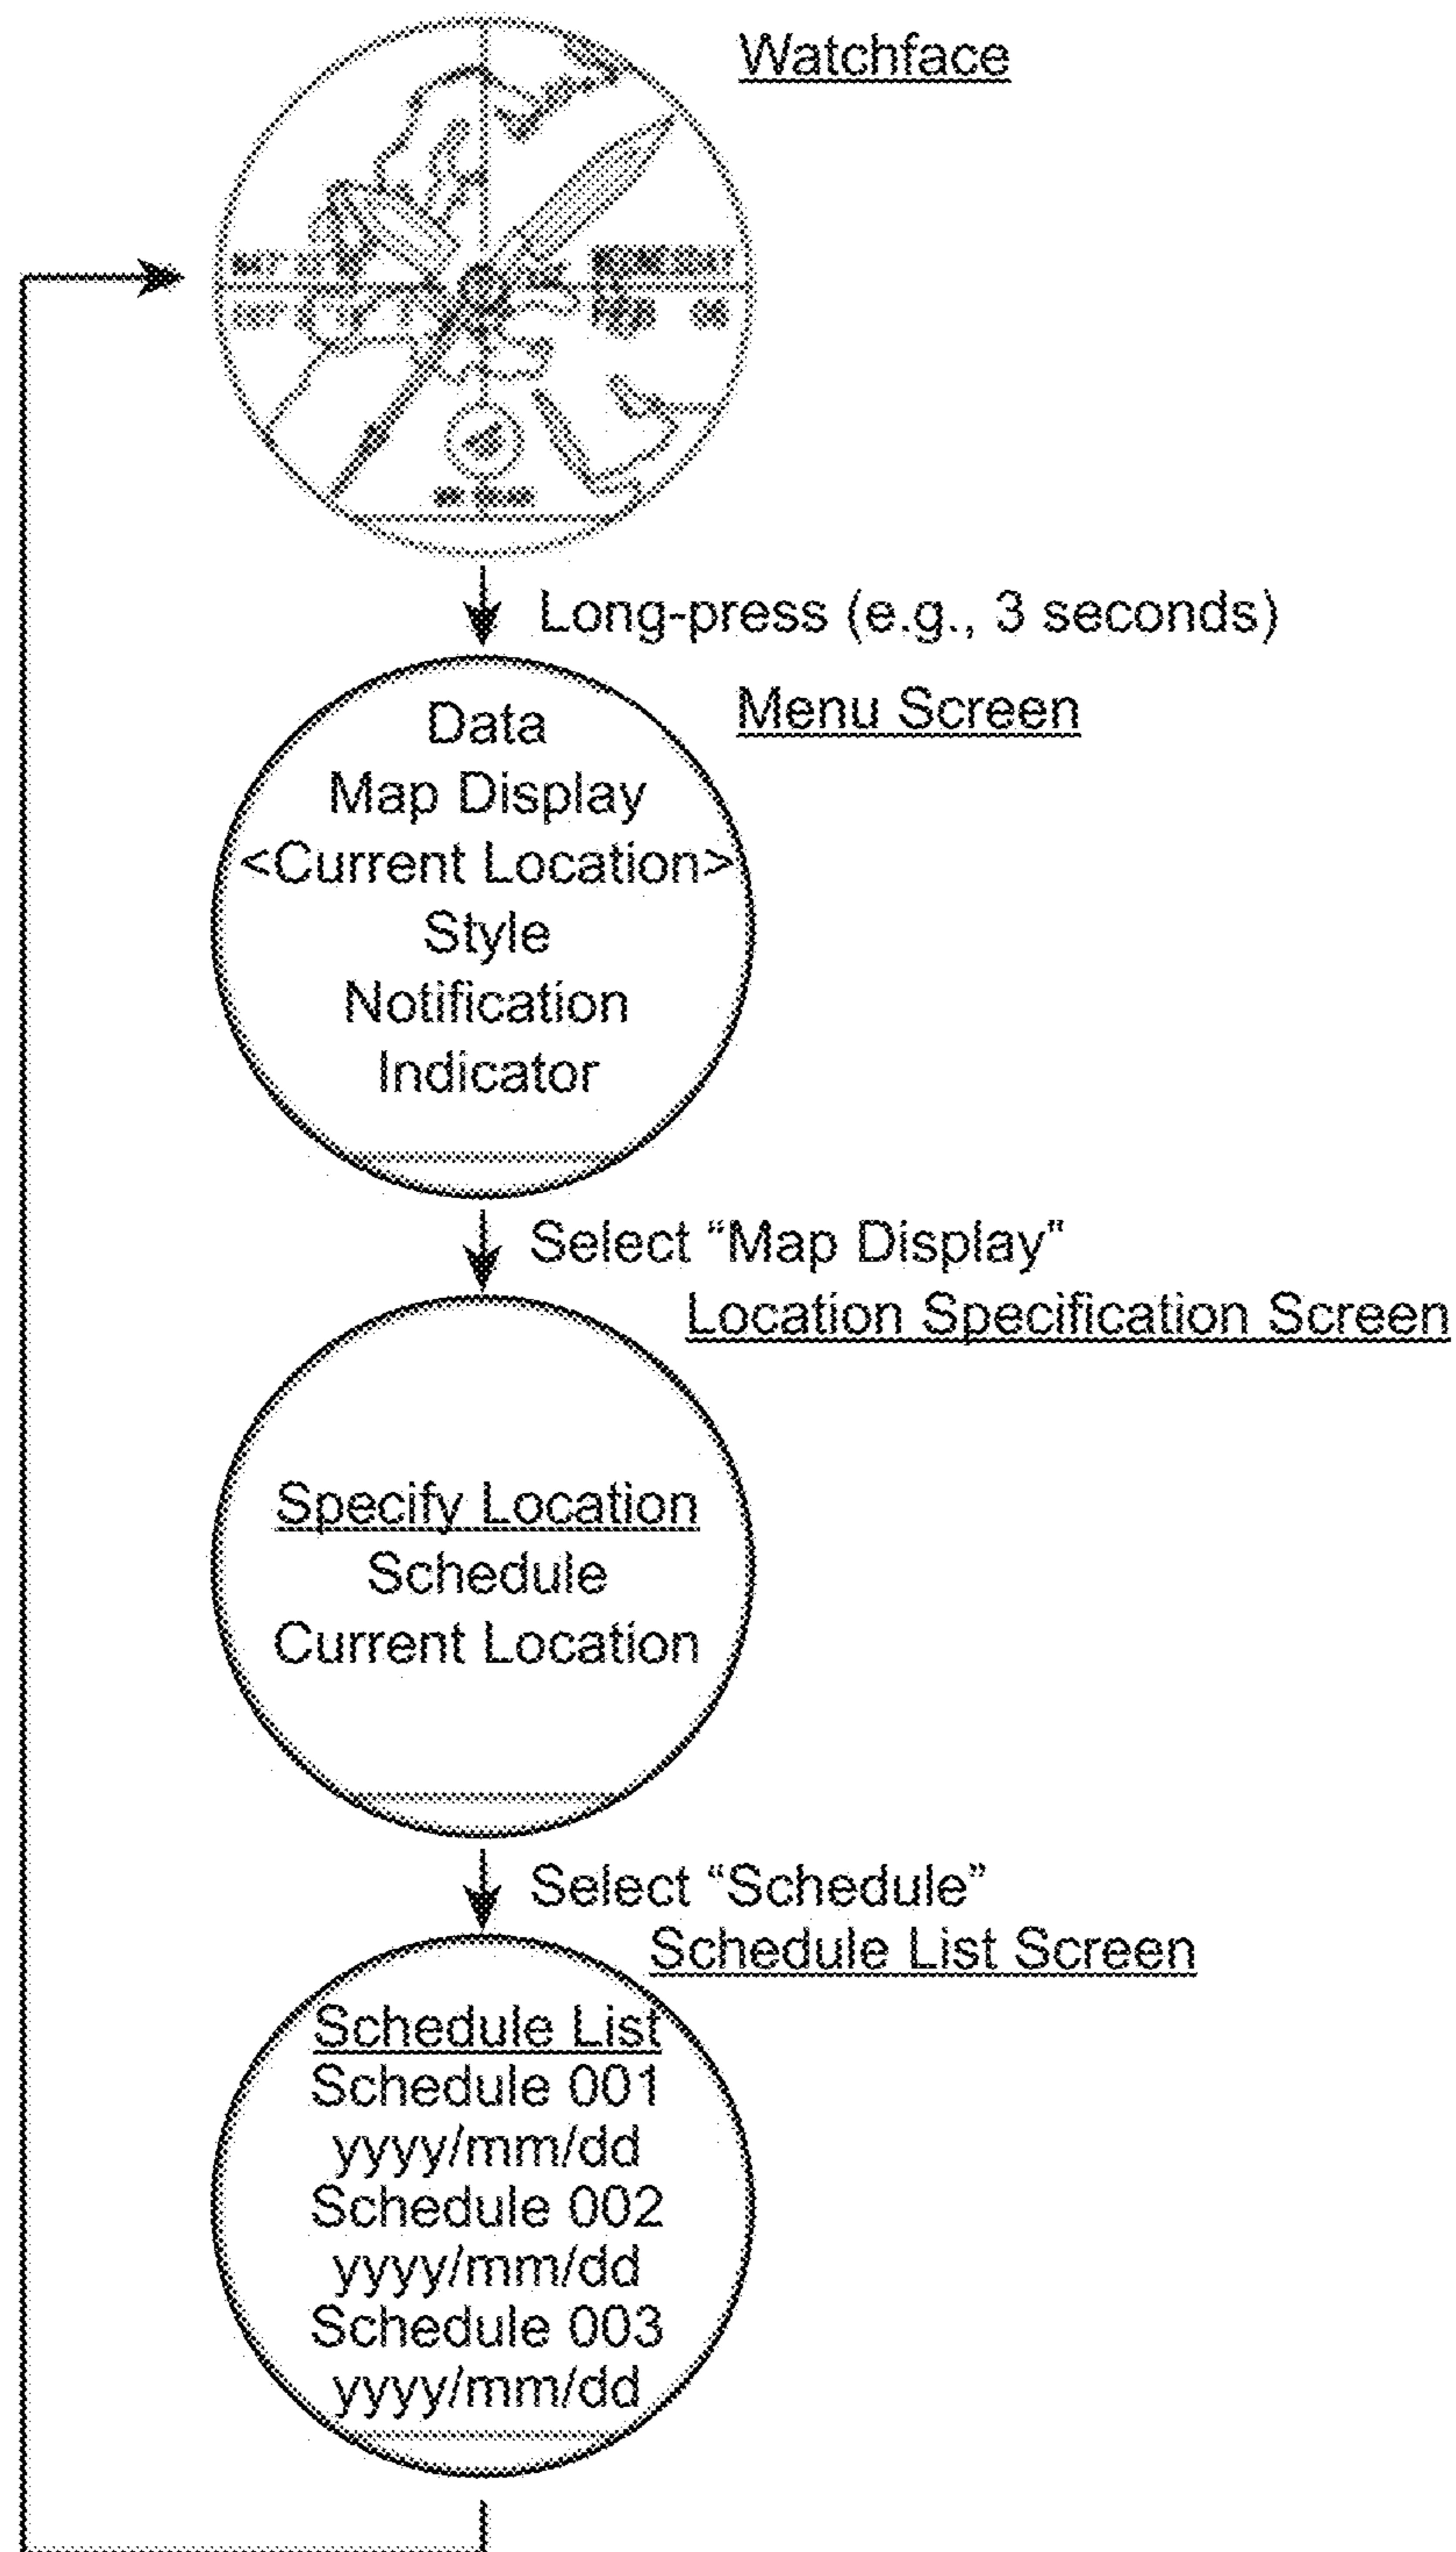 Watchface
Long-press (e.g., 3 seconds)
Menu Screen
Data
Map Display
<Current Location>
Style
Notification
Indicator
Select “Map Display”
Location Specification Screen
Specify Location
Schedule
Current Location
Select “Schedule”
Schedule List Screen
Schedule List
Schedule 001
yyyy/mm/dd
Schedule 002
yyyy/mm/dd
Schedule 003
yyyy/mm/dd